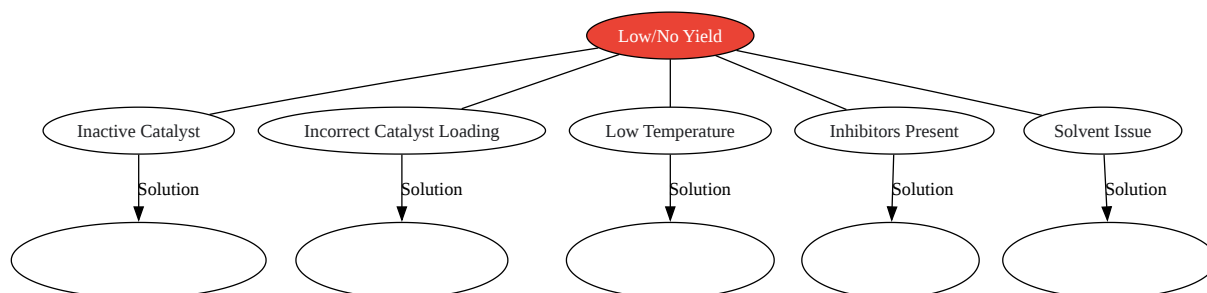 Low/No Yield
Inactive Catalyst
Incorrect Catalyst Loading
Low Temperature
Inhibitors Present
Solvent Issue
Solution
Solution
Solution
Solution
Solution